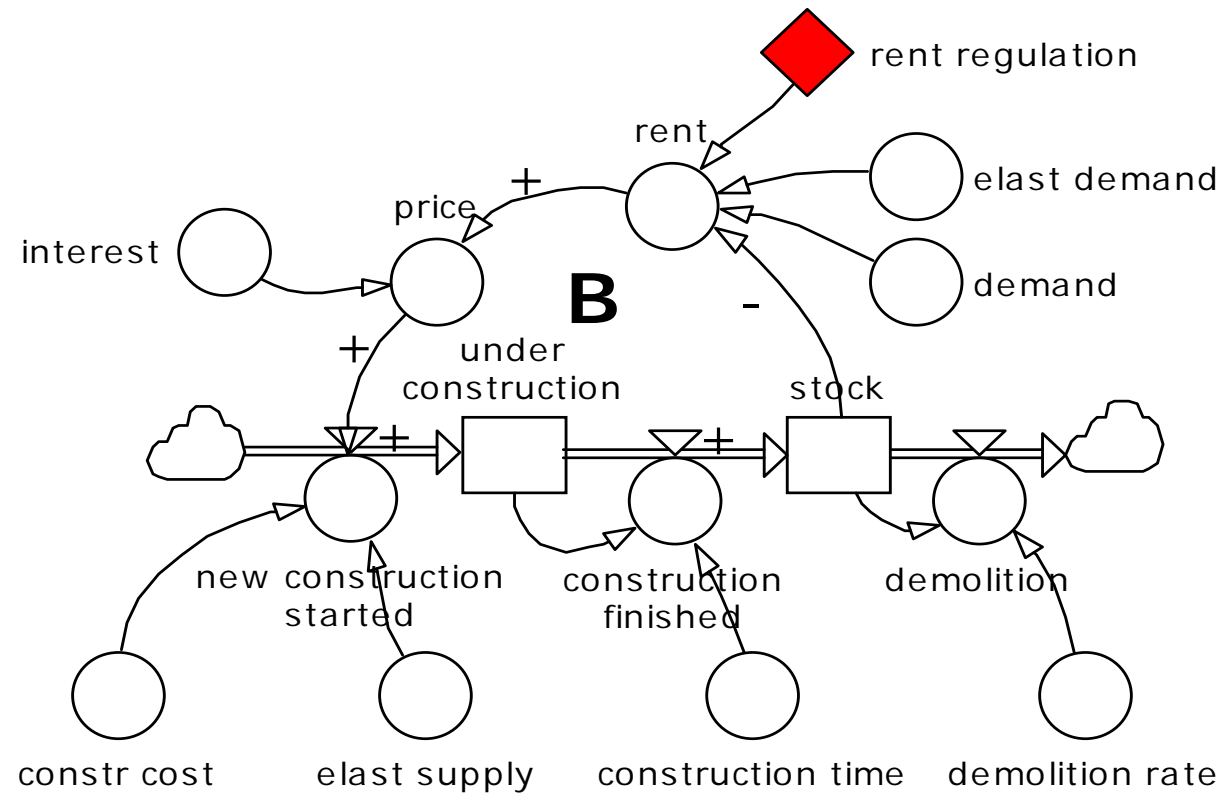 rent regulation
rent
+
elast demand
price
interest
B
demand
-
+
under
construction
stock
+
+
new construction
started
construction
finished
demolition
constr cost
elast supply
construction time
demolition rate